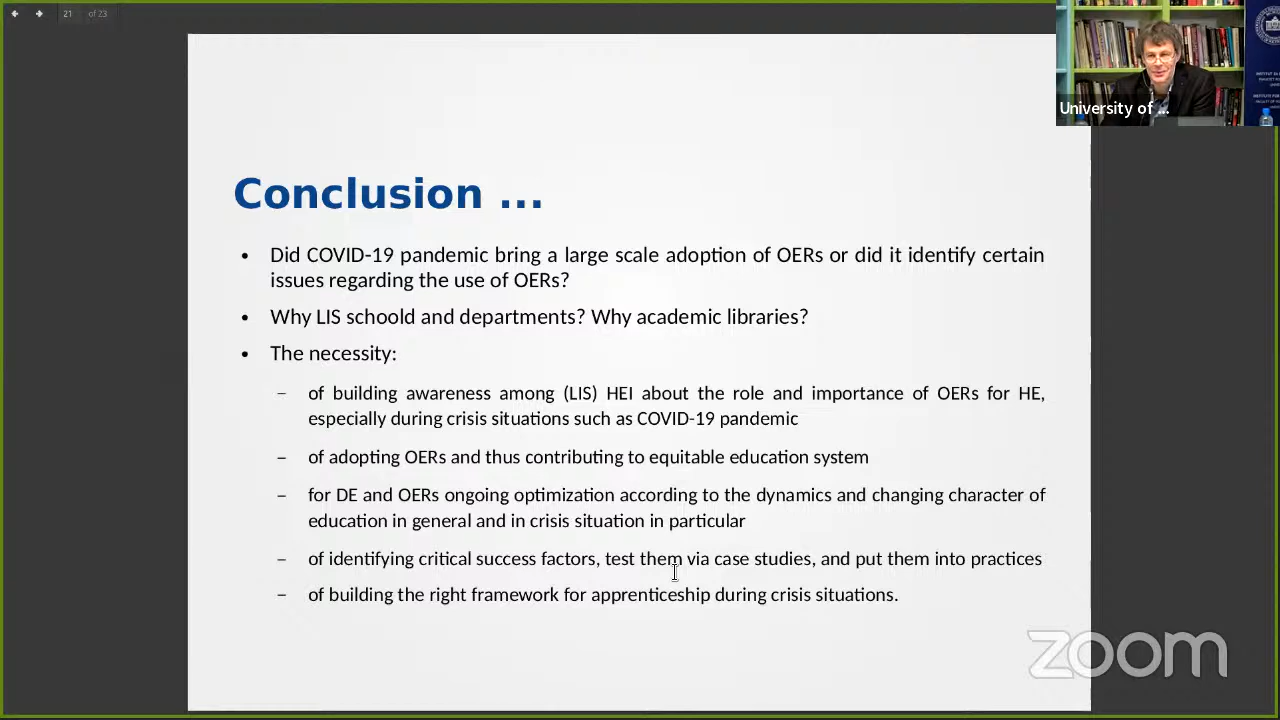 21 of 23
University of ...
Conclusion ...
• Did COVID-19 pandemic bring a large scale adoption of OERs or did it identify certain
issues regarding the use of OERs?
• Why LIS schoold and departments? Why academic libraries?
• The necessity:
– of building awareness among (LIS) HEI about the role and importance of OERs for HE,
especially during crisis situations such as COVID-19 pandemic
– of adopting OERs and thus contributing to equitable education system
– for DE and OERs ongoing optimization according to the dynamics and changing character of
education in general and in crisis situation in particular
– of identifying critical success factors, test them via case studies, and put them into practices
– of building the right framework for apprenticeship during crisis situations.
zoom